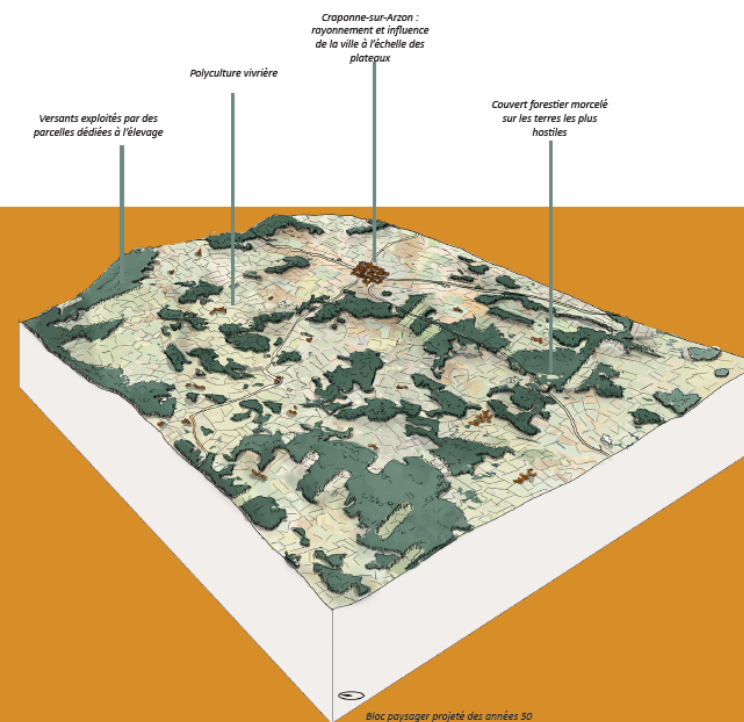 Craponne-sur-Arzon :
rayonnement et influence
de la ville à l'échelle des
plateaux
Polyculture vivrière
Versants exploités par des
parcelles dédiées à l'élevage
Couvert forestier morcelé
sur les terres les plus
hostiles
Bloc paysager projeté des années 50